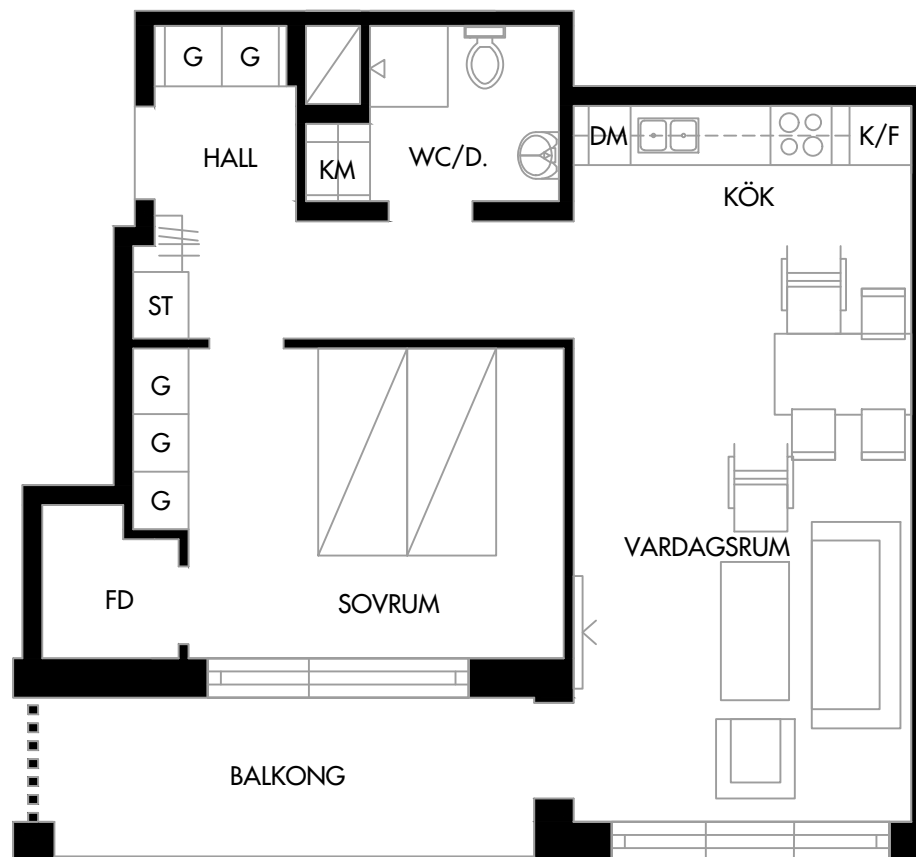 G G
HALL
KM
WC/D.
DM
K/F
KÖK
ST
G
G
G
VARDAGSRUM
FD
SOVRUM
BALKONG